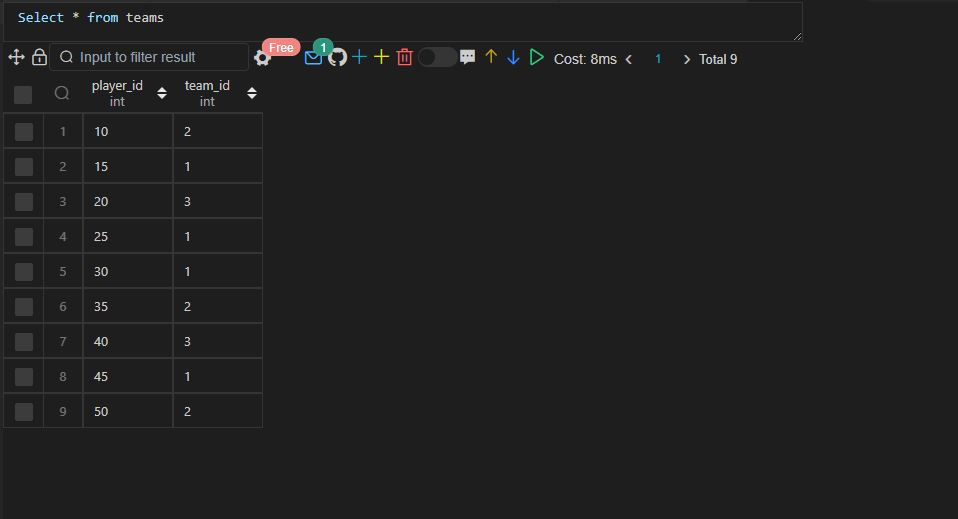 Select * from teams
Input to filter result Free 1 Cost: 8ms 1 Total 9
player_id team_id
int int
1 10 2
2 15 1
3 20 3
4 25 1
5 30 1
6 35 2
7 40 3
8 45 1
9 50 2